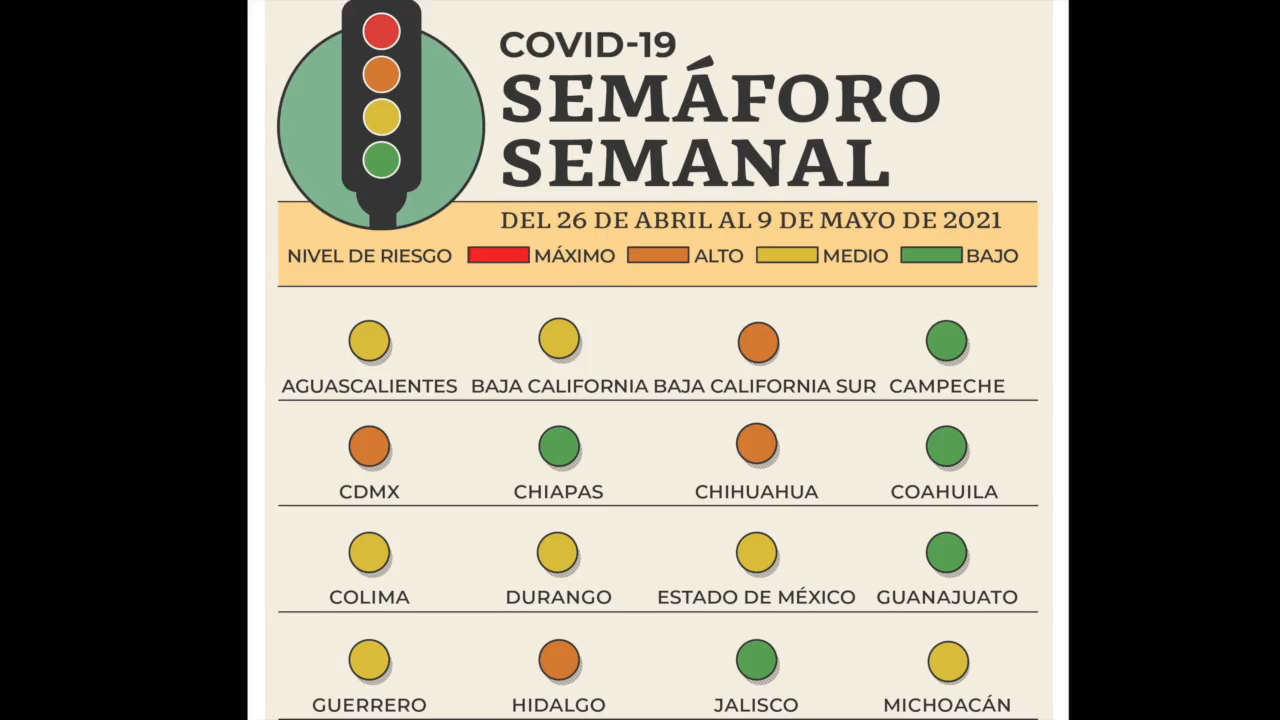 COVID-19
SEMÁFORO
SEMANAL
DEL 26 DE ABRIL AL 9 DE MAYO DE 2021
NIVEL DE RIESGO MÁXIMO ALTO MEDIO BAJO
AGUASCALIENTES BAJA CALIFORNIA BAJA CALIFORNIA SUR CAMPECHE
CDMX CHIAPAS CHIHUAHUA COAHUILA
COLIMA DURANGO ESTADO DE MÉXICO GUANAJUATO
GUERRERO HIDALGO JALISCO MICHOACÁN